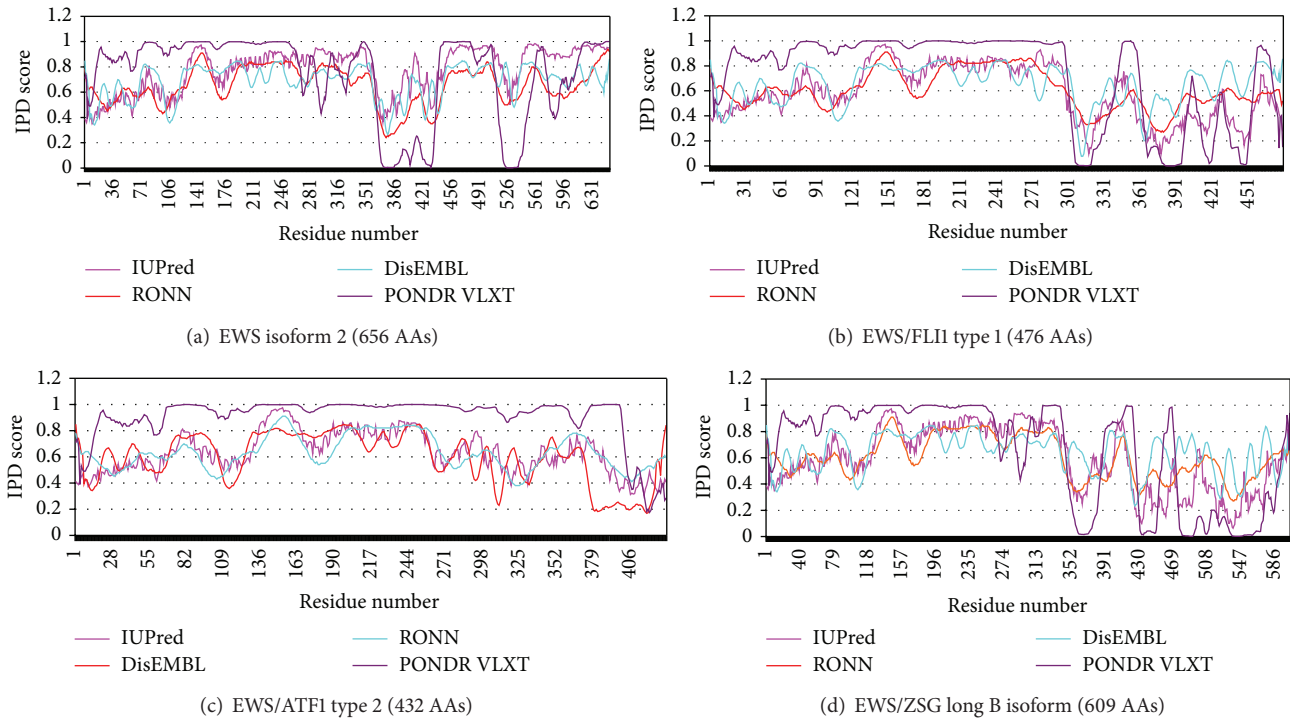 IPD score
1.2
1
0.8
0.6
0.4
0.2
0
1 36 71 106 141 176 211 246 281 316 351 386 421 456 491 526 561 596 631
Residue number
IUPred DisEMBL
RONN PONDR VLXT
(a) EWS isoform 2 (656 AAs)
IPD score
1.2
1
0.8
0.6
0.4
0.2
0
1 31 61 91 121 151 181 211 241 271 301 331 361 391 421 451
Residue number
IUPred DisEMBL
RONN PONDR VLXT
(b) EWS/FLI1 type 1 (476 AAs)
IPD score
1.2
1
0.8
0.6
0.4
0.2
0
1 28 55 82 109 136 163 190 217 244 271 298 325 352 379 406
Residue number
IUPred RONN
DisEMBL PONDR VLXT
(c) EWS/ATF1 type 2 (432 AAs)
IPD score
1.2
1
0.8
0.6
0.4
0.2
0
1 40 79 118 157 196 235 274 313 352 391 430 469 508 547 586
Residue number
IUPred DisEMBL
RONN PONDR VLXT
(d) EWS/ZSG long B isoform (609 AAs)